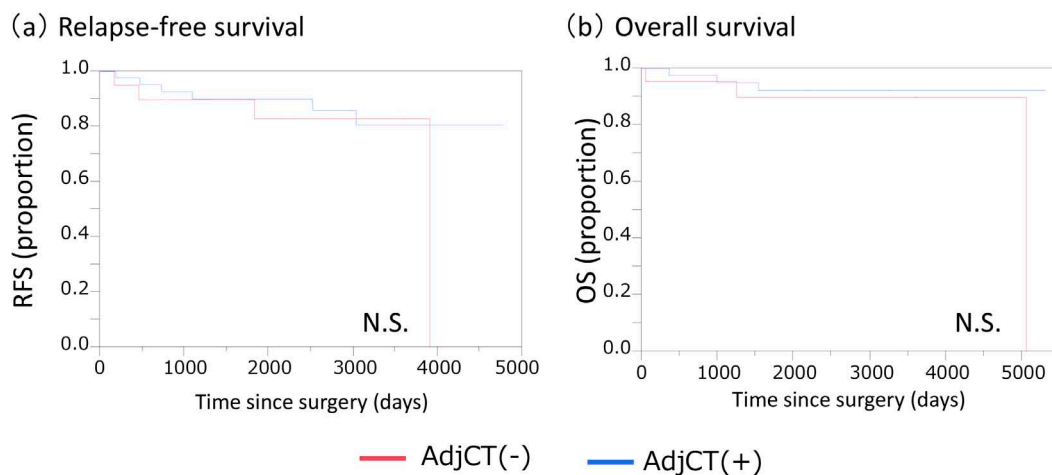 (a) Relapse-free survival
RFS (proportion)
1.0
0.8
0.6
0.4
0.2
0.0
N.S.
0 1000 2000 3000 4000 5000
Time since surgery (days)
(b) Overall survival
OS (proportion)
1.0
0.8
0.6
0.4
0.2
0.0
N.S.
0 1000 2000 3000 4000 5000
Time since surgery (days)
AdjCT(-) AdjCT(+)